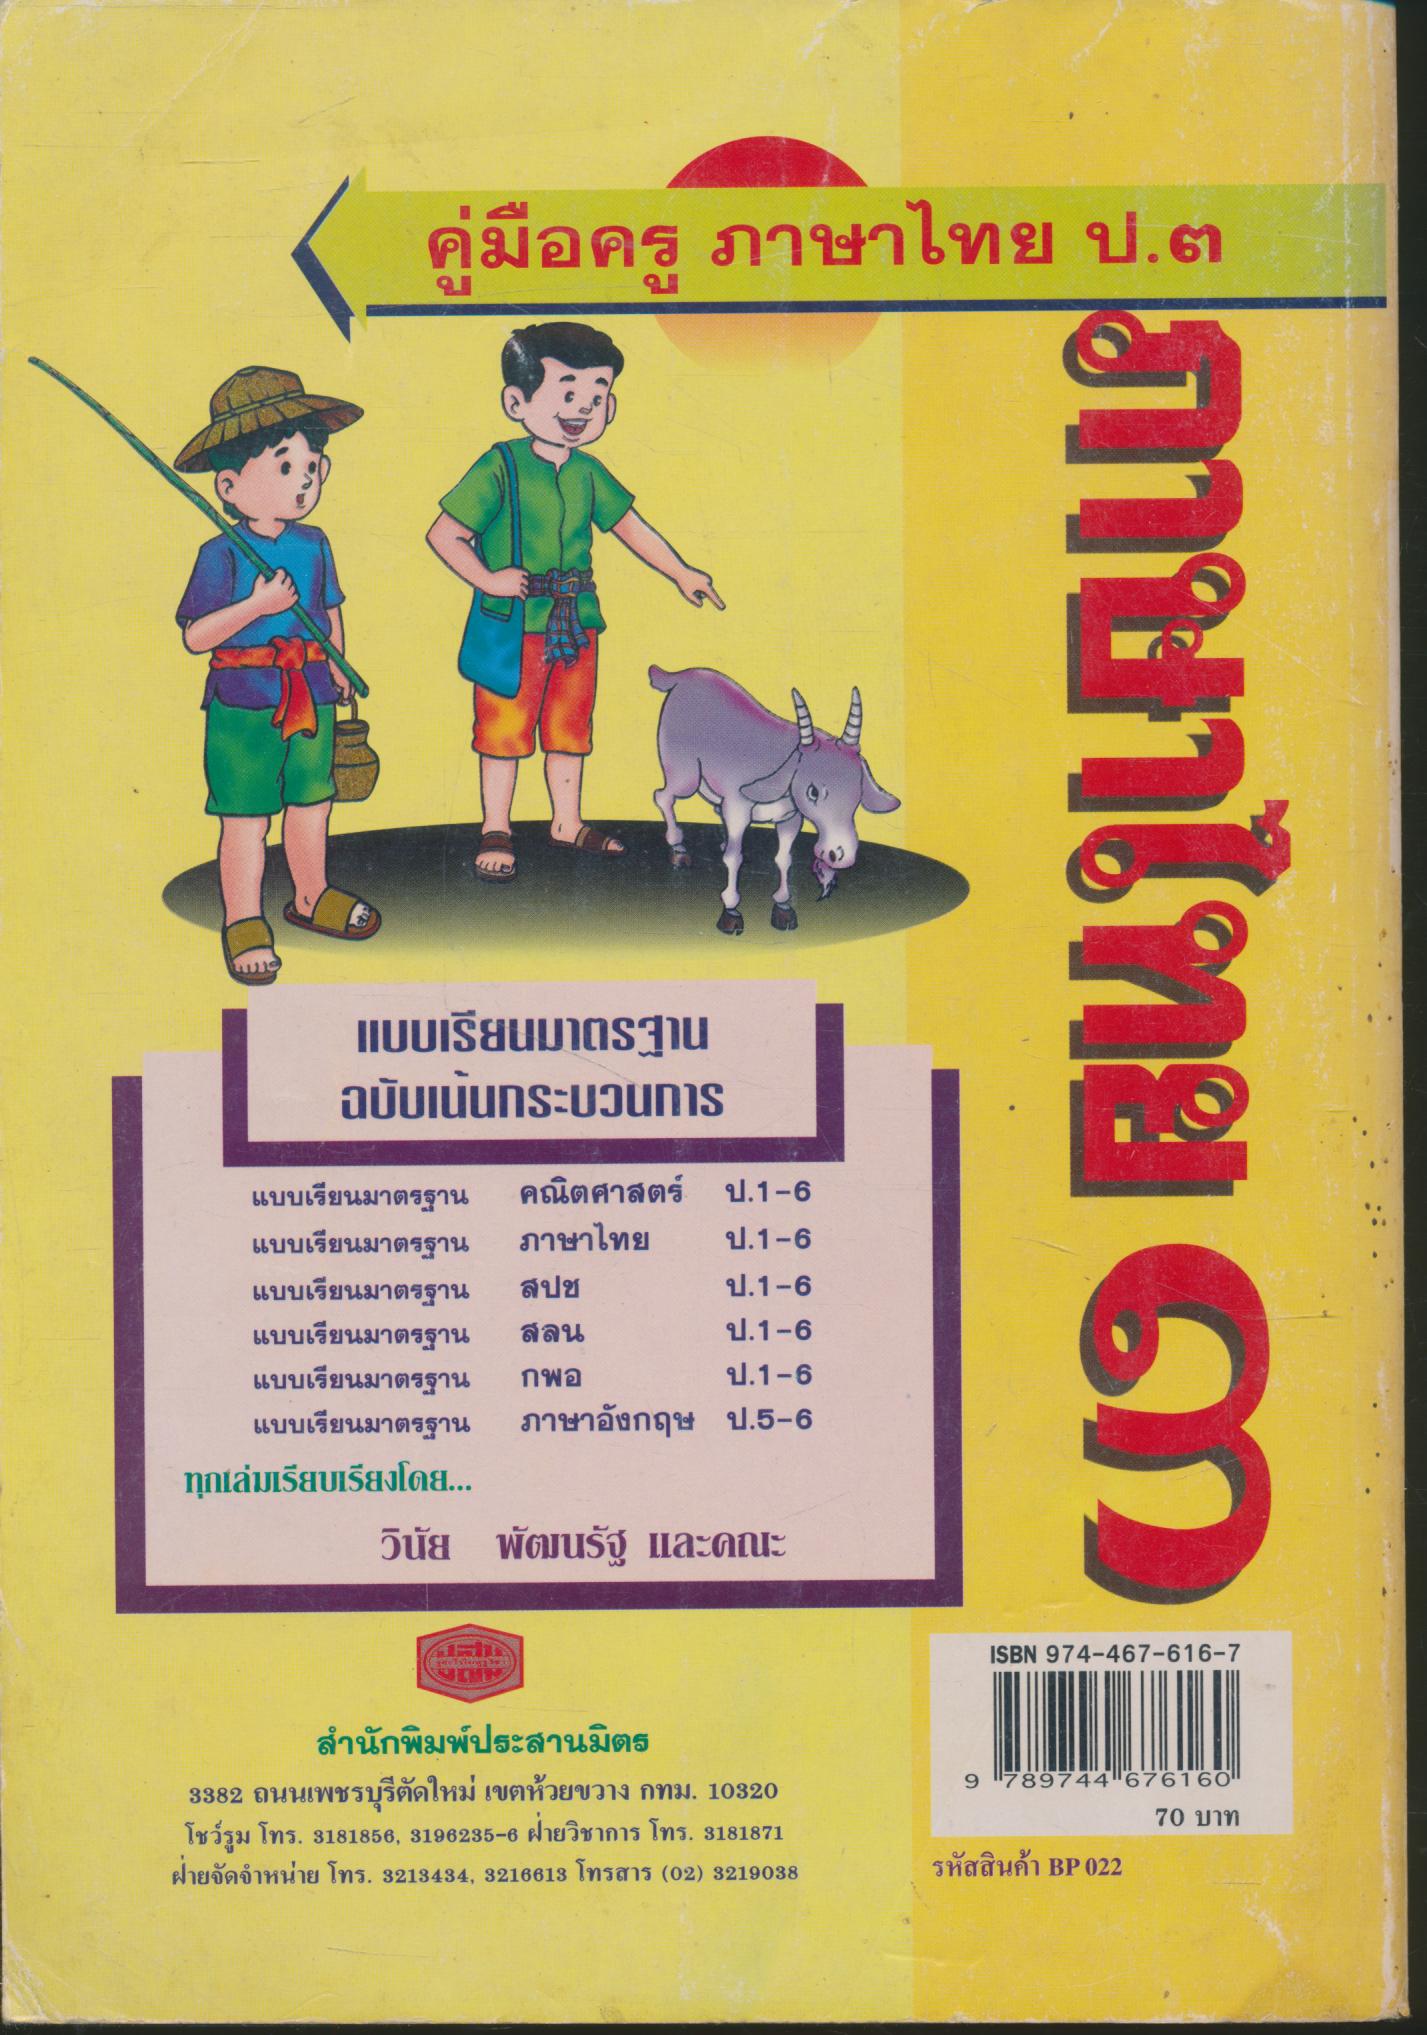 คู่มือครู ภาษาไทย ป.๓
ภาษาไทย ๓
แบบเรียนมาตรฐาน
ฉบับเน้นกระบวนการ
แบบเรียนมาตรฐาน คณิตศาสตร์ ป.1-6
แบบเรียนมาตรฐาน ภาษาไทย ป.1-6
แบบเรียนมาตรฐาน สปช ป.1-6
แบบเรียนมาตรฐาน สลน ป.1-6
แบบเรียนมาตรฐาน กพอ ป.1-6
แบบเรียนมาตรฐาน ภาษาอังกฤษ ป.5-6
ทุกเล่มเรียบเรียงโดย...
วินัย พัฒนรัฐ และคณะ
สำนักพิมพ์ประสานมิตร
3382 ถนนเพชรบุรีตัดใหม่ เขตห้วยขวาง กทม. 10320
โชว์รูม โทร. 3181856, 3196235-6 ฝ่ายวิชาการ โทร. 3181871
ฝ่ายจัดจำหน่าย โทร. 3213434, 3216613 โทรสาร (02) 3219038
ISBN 974-467-616-7
9 789744 676160
70 บาท
รหัสสินค้า BP 022